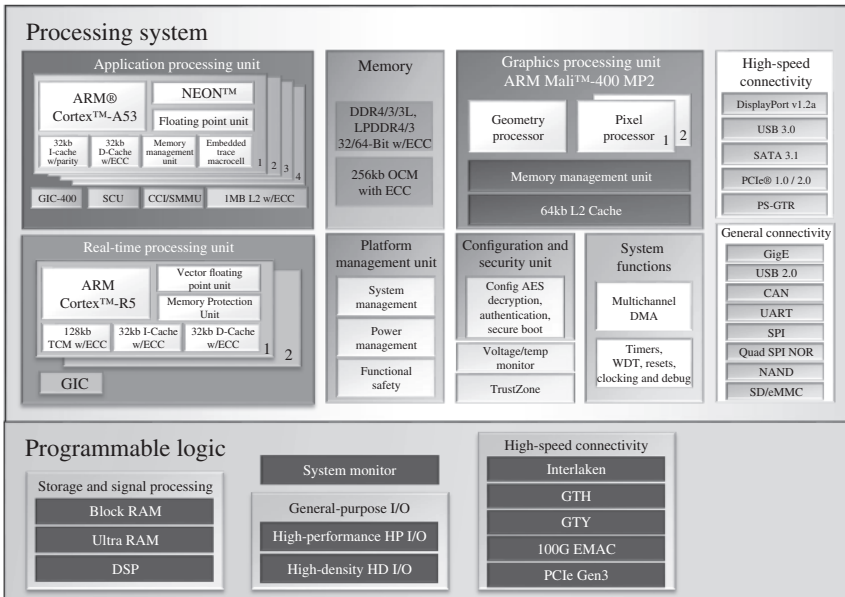 Processing system
Application processing unit
ARM®
Cortex™-A53
NEON™
Floating point unit
32kb
I-cache
w/parity
32kb
D-Cache
w/ECC
Memory
management
unit
Embedded
trace
macrocell
1
2
3
4
GIC-400
SCU
CCI/SMMU
1MB L2 w/ECC
Memory
DDR4/3/3L,
LPDDR4/3
32/64-Bit w/ECC
256kb OCM
with ECC
Graphics processing unit
ARM Mali™-400 MP2
Geometry
processor
Pixel
processor
1
2
Memory management unit
64kb L2 Cache
High-speed
connectivity
DisplayPort v1.2a
USB 3.0
SATA 3.1
PCIe® 1.0 / 2.0
PS-GTR
Real-time processing unit
ARM
Cortex™-R5
Vector floating
point unit
Memory Protection
Unit
128kb
TCM w/ECC
32kb I-Cache
w/ECC
32kb D-Cache
w/ECC
1
2
GIC
Platform
management unit
System
management
Power
management
Functional
safety
Configuration and
security unit
Config AES
decryption,
authentication,
secure boot
Voltage/temp
monitor
TrustZone
System
functions
Multichannel
DMA
Timers,
WDT, resets,
clocking and debug
General connectivity
GigE
USB 2.0
CAN
UART
SPI
Quad SPI NOR
NAND
SD/eMMC
Programmable logic
Storage and signal processing
Block RAM
Ultra RAM
DSP
System monitor
General-purpose I/O
High-performance HP I/O
High-density HD I/O
High-speed connectivity
Interlaken
GTH
GTY
100G EMAC
PCIe Gen3